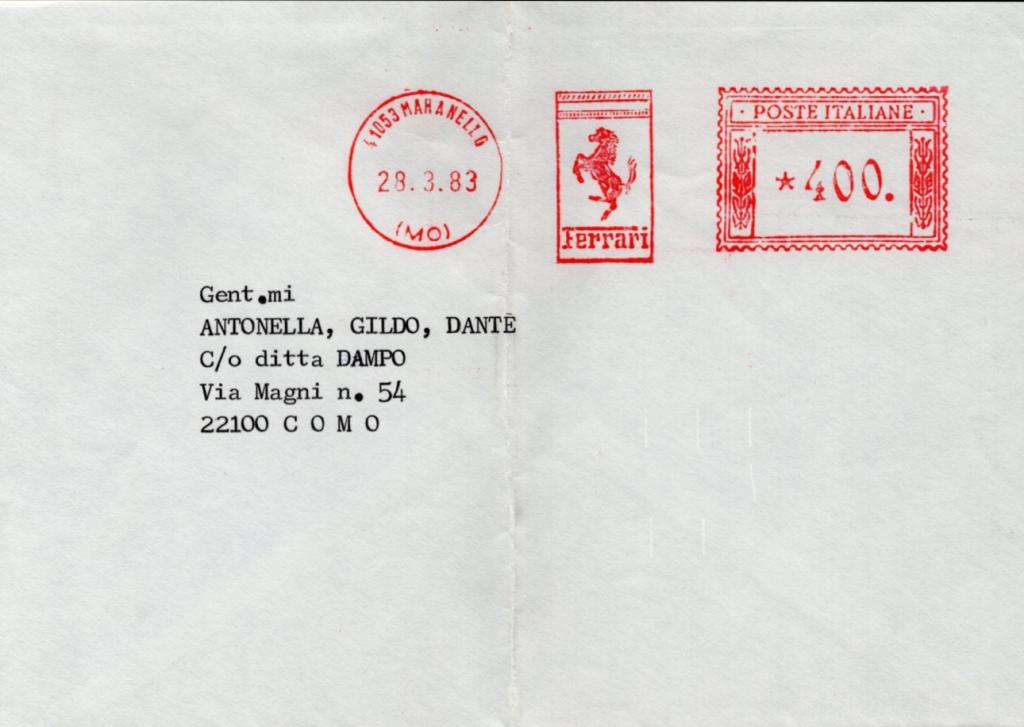 41053 MARANELLO
28.3.83
(MO)
Ferrari
· POSTE ITALIANE ·
*400.
Gent.mi
ANTONELLA, GILDO, DANTE
C/o ditta DAMPO
Via Magni n. 54
22100 C O M O